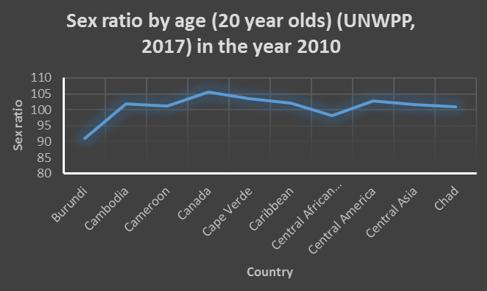 Sex ratio by age (20 year olds) (UNWPP,
2017) in the year 2010
110
105
100
95
90
85
80
Sex ratio
Burundi
Cambodia
Cameroon
Canada
Cape Verde
Caribbean
Central African...
Central America
Central Asia
Chad
Country